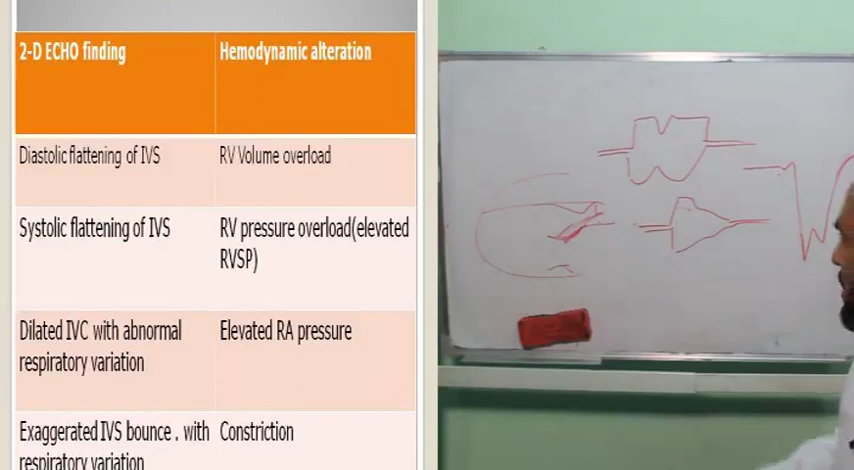 2-D ECHO finding
Hemodynamic alteration
Diastolic flattening of IVS
RV Volume overload
Systolic flattening of IVS
RV pressure overload(elevated
RVSP)
Dilated IVC with abnormal
respiratory variation
Elevated RA pressure
Exaggerated IVS bounce . with
respiratory variation
Constriction